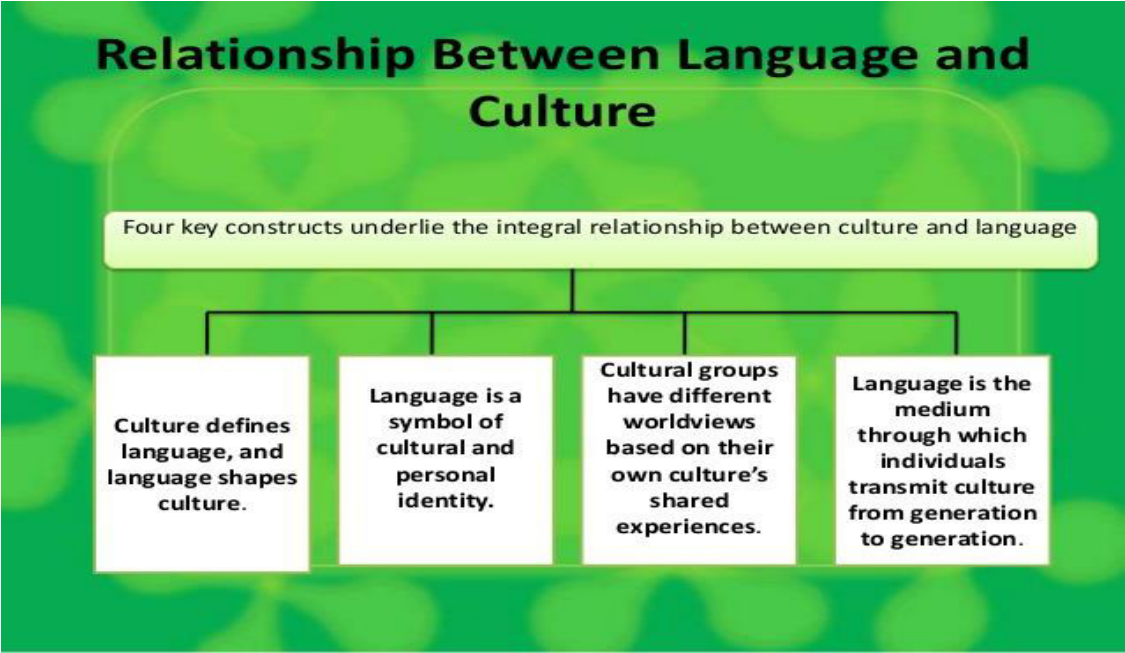 Relationship Between Language and
Culture
Four key constructs underlie the integral relationship between culture and language
Culture defines
language, and
language shapes
culture.
Language is a
symbol of
cultural and
personal
identity.
Cultural groups
have different
worldviews
based on their
own culture’s
shared
experiences.
Language is the
medium
through which
individuals
transmit culture
from generation
to generation.